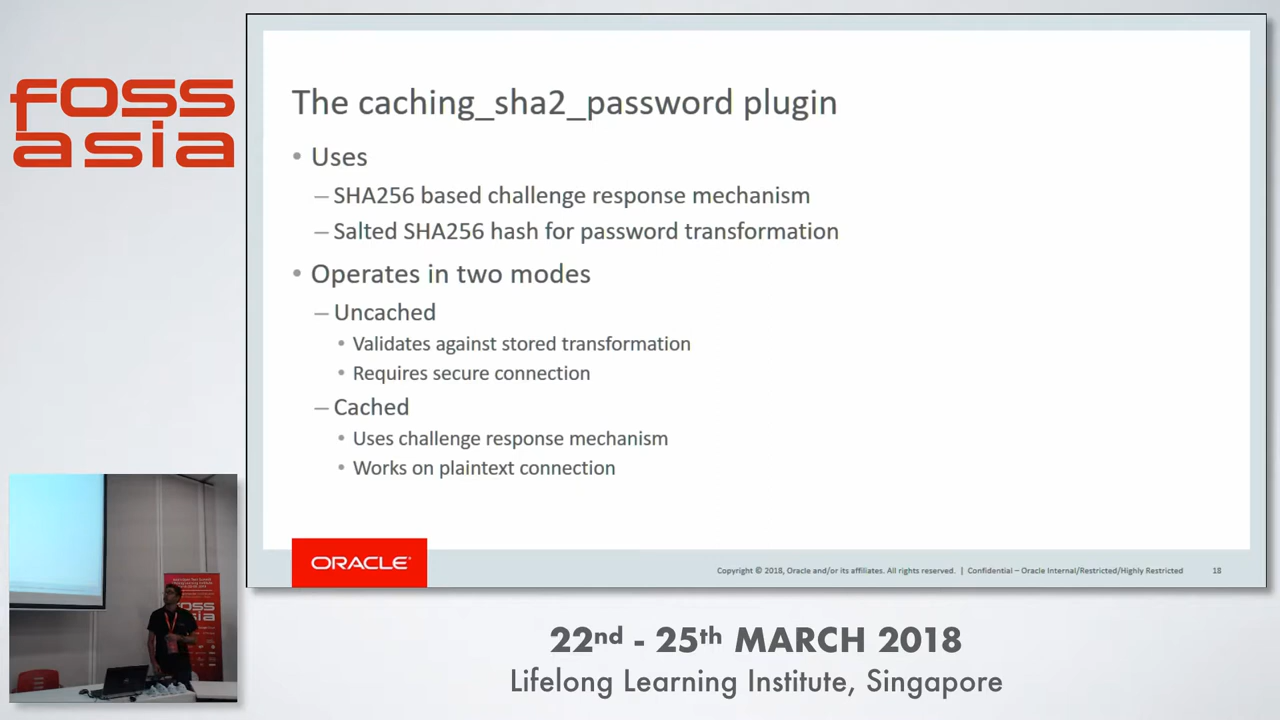 foss
asia
The caching_sha2_password plugin
• Uses
– SHA256 based challenge response mechanism
– Salted SHA256 hash for password transformation
• Operates in two modes
– Uncached
• Validates against stored transformation
• Requires secure connection
– Cached
• Uses challenge response mechanism
• Works on plaintext connection
ORACLE®
Copyright © 2018, Oracle and/or its affiliates. All rights reserved. | Confidential – Oracle Internal/Restricted/Highly Restricted 18
foss
asia
22nd - 25th MARCH 2018
Lifelong Learning Institute, Singapore